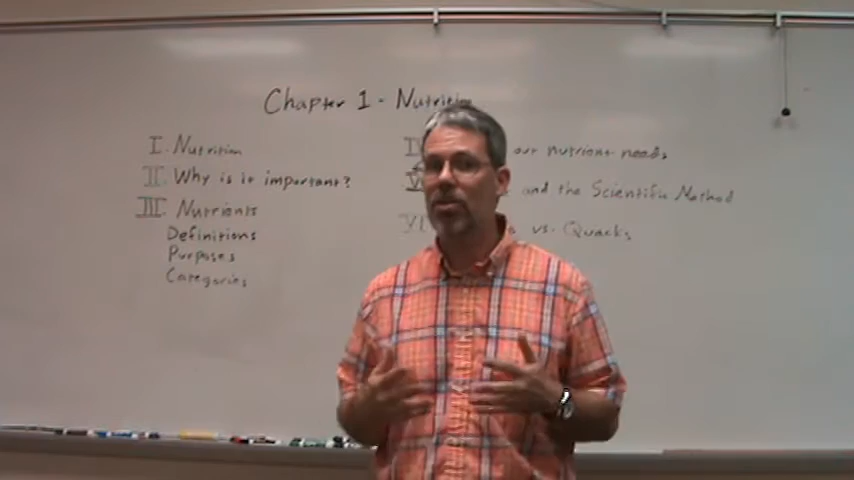 Chapter 1 - Nutrition
I. Nutrition
II. Why is it important?
III. Nutrients
Definitions
Purposes
Categories
our nutrient needs
and the Scientific Method
VI
vs. Quacks